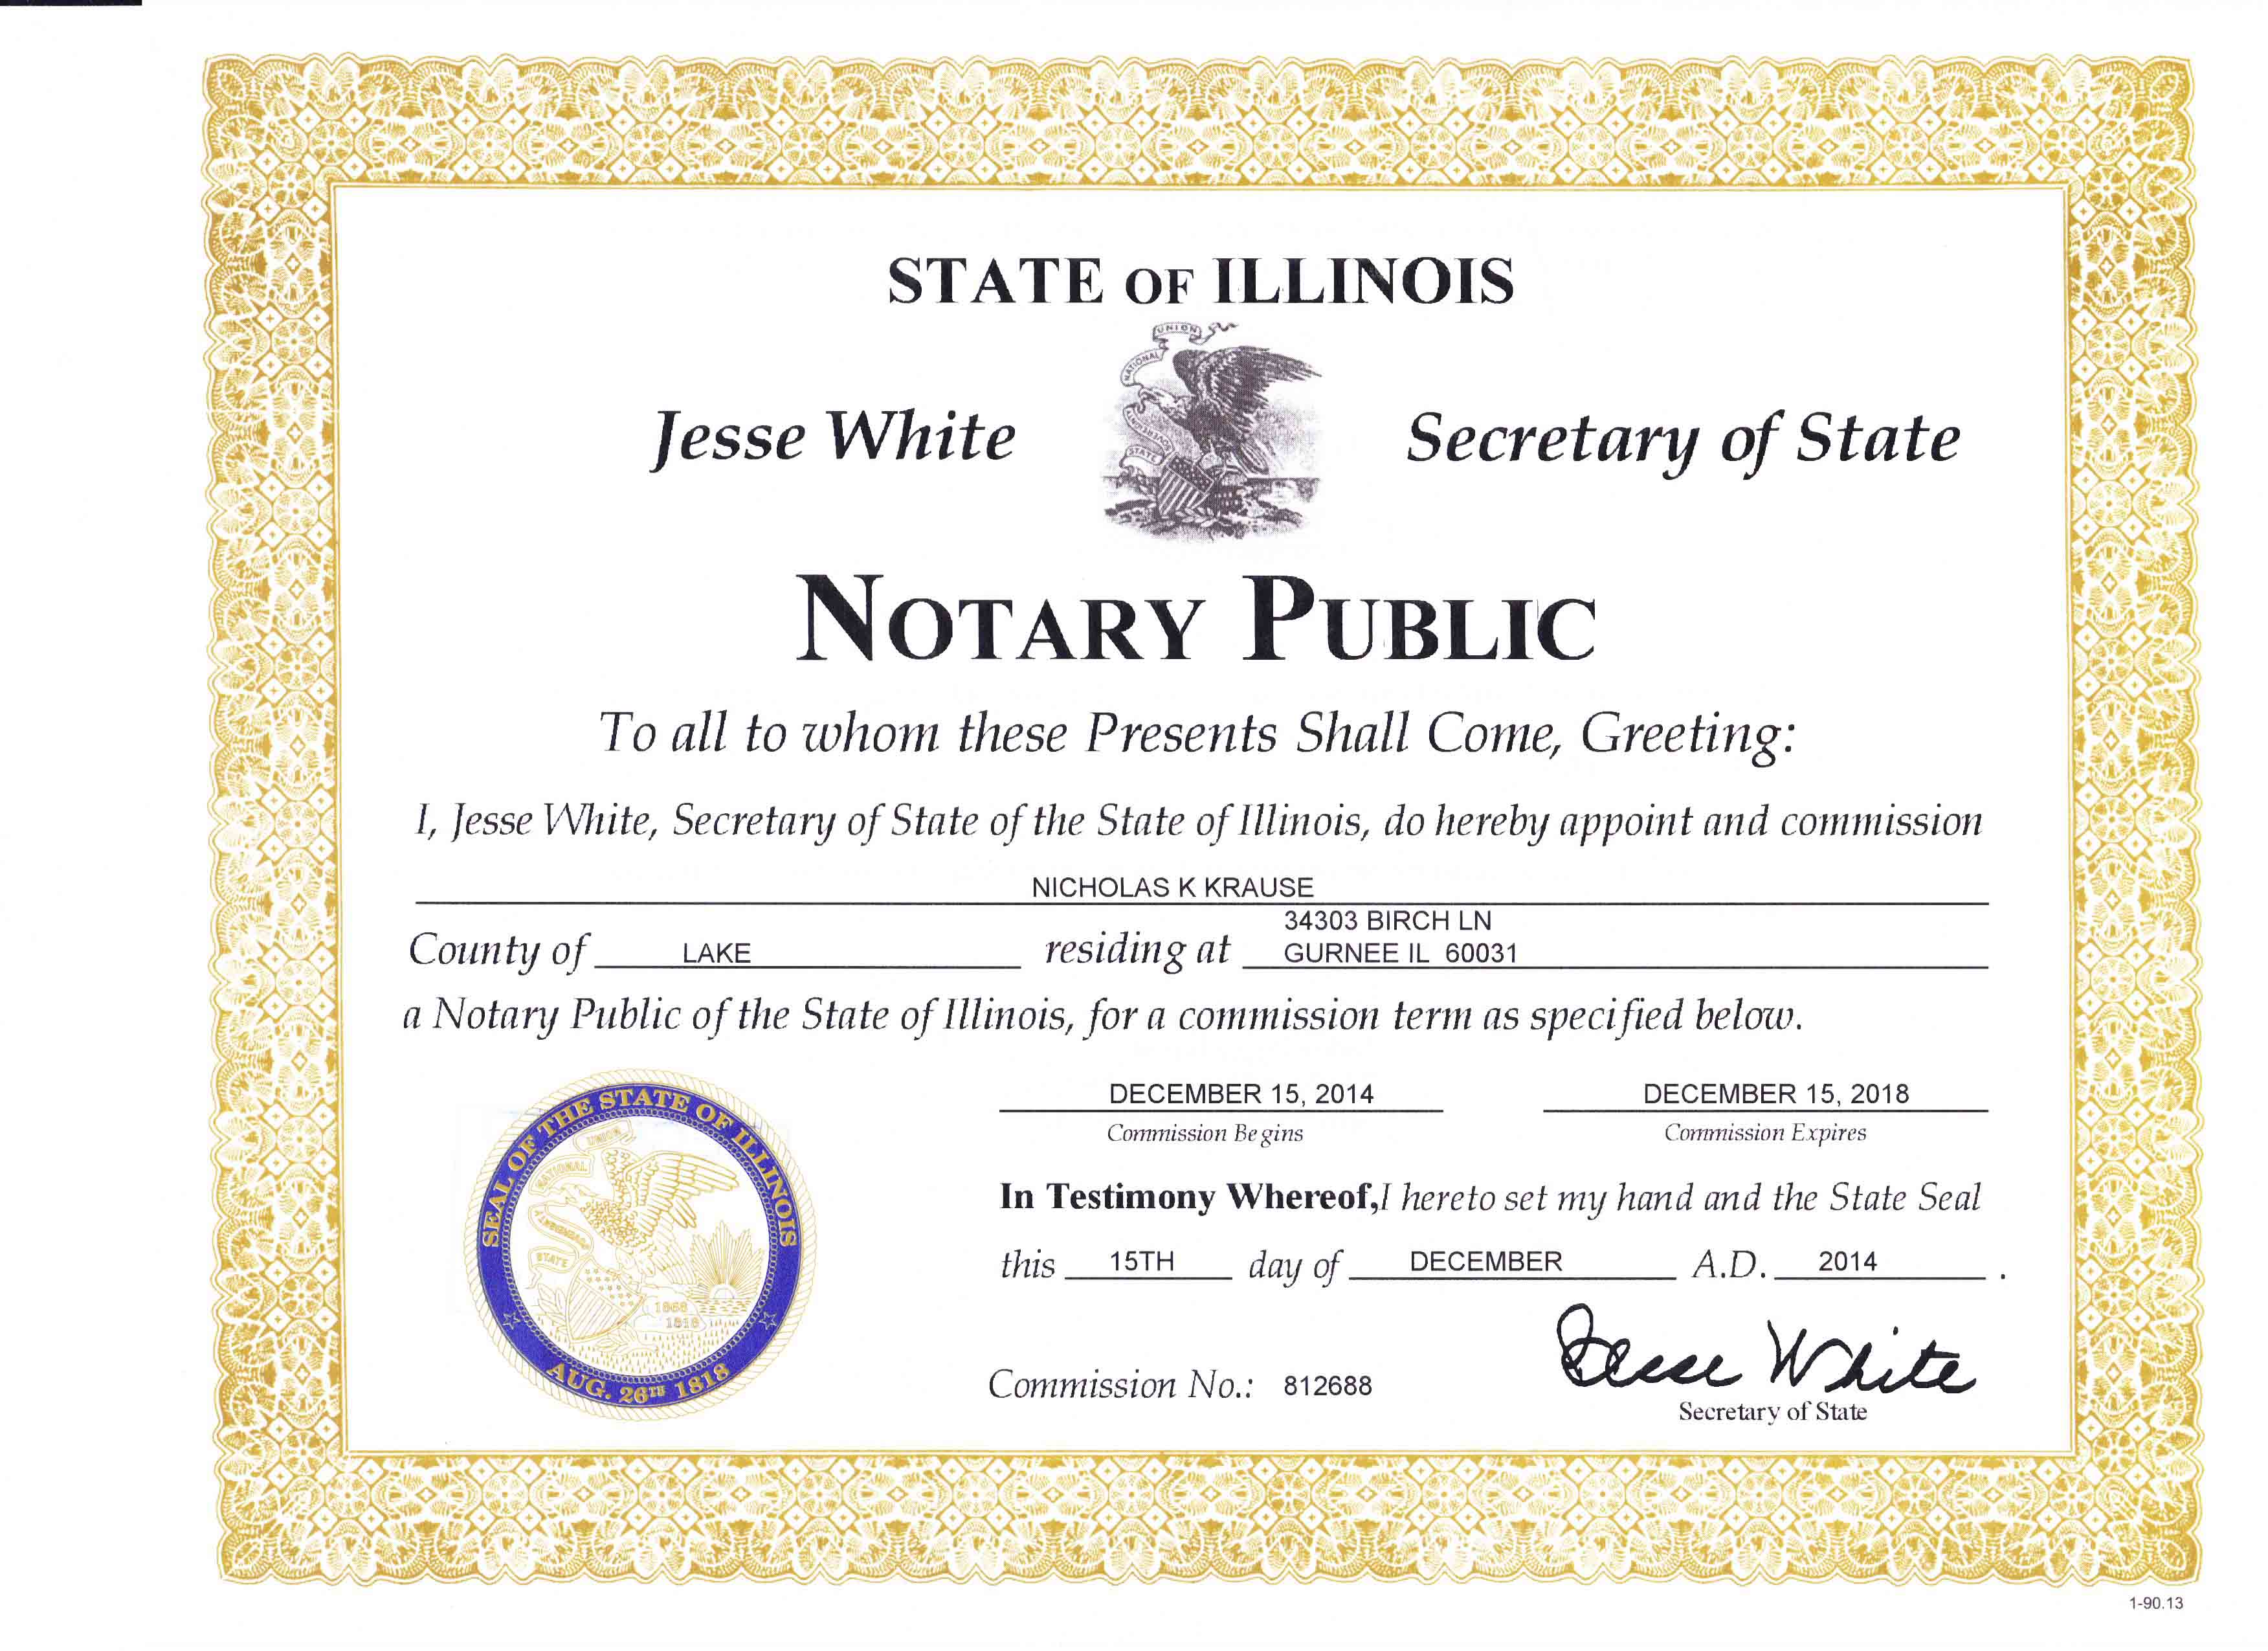 STATE OF ILLINOIS
UNION
NATIONAL
SOVEREIGNTY
STATE
Jesse White
Secretary of State
NOTARY PUBLIC
To all to whom these Presents Shall Come, Greeting:
I, Jesse White, Secretary of State of the State of Illinois, do hereby appoint and commission
NICHOLAS K KRAUSE
34303 BIRCH LN
County of LAKE residing at GURNEE IL 60031
a Notary Public of the State of Illinois, for a commission term as specified below.
DECEMBER 15, 2014 DECEMBER 15, 2018
Commission Begins Commission Expires
SEAL OF THE STATE OF ILLINOIS
UNION
NATIONAL
SOVEREIGNTY
STATE
1868
1818
AUG. 26TH 1818
In Testimony Whereof, I hereto set my hand and the State Seal
this 15TH day of DECEMBER A.D. 2014 .
Jesse White
Commission No.: 812688
Secretary of State
1-90.13